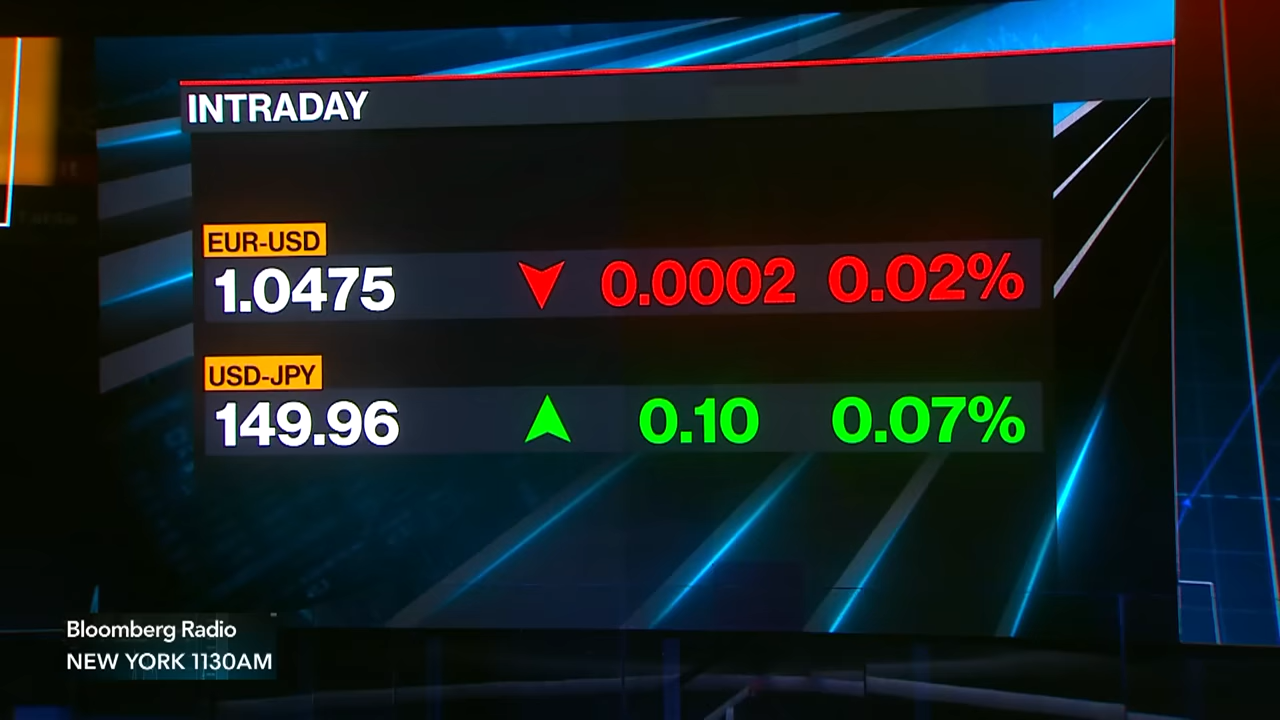 INTRADAY
EUR-USD
1.0475 ▼ 0.0002 0.02%
USD-JPY
149.96 ▲ 0.10 0.07%
Bloomberg Radio
NEW YORK 1130AM